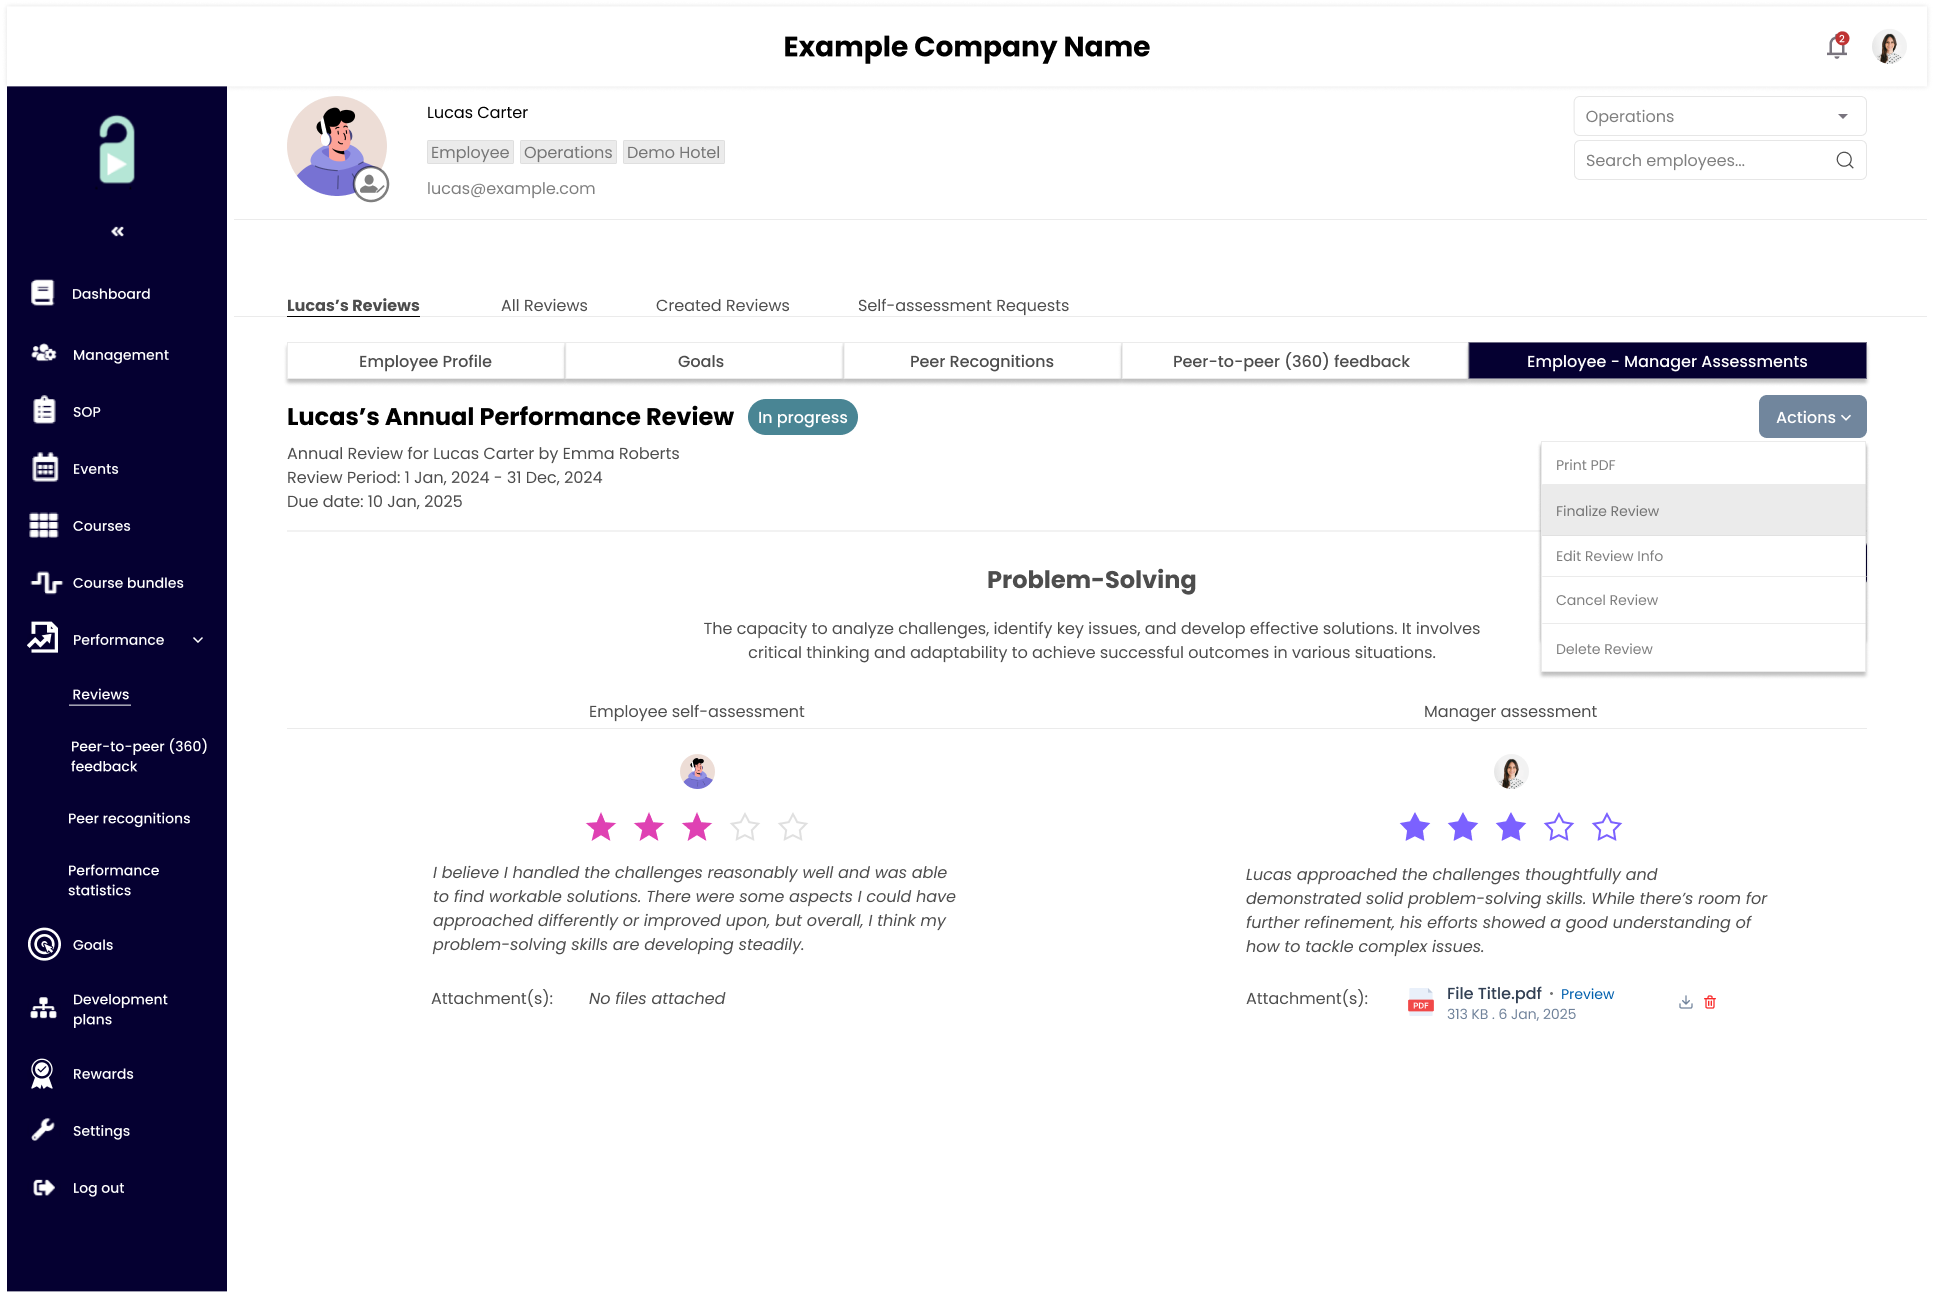 Example Company Name
2
Lucas Carter
Employee Operations Demo Hotel
lucas@example.com
Operations
Search employees...
«
Dashboard
Management
SOP
Events
Courses
Course bundles
Performance
Reviews
Peer-to-peer (360)
feedback
Peer recognitions
Performance
statistics
Goals
Development
plans
Rewards
Settings
Log out
Lucas’s Reviews
All Reviews
Created Reviews
Self-assessment Requests
Employee Profile
Goals
Peer Recognitions
Peer-to-peer (360) feedback
Employee - Manager Assessments
Lucas’s Annual Performance Review
In progress
Actions
Annual Review for Lucas Carter by Emma Roberts
Review Period: 1 Jan, 2024 - 31 Dec, 2024
Due date: 10 Jan, 2025
Print PDF
Finalize Review
Edit Review Info
Cancel Review
Delete Review
Problem-Solving
The capacity to analyze challenges, identify key issues, and develop effective solutions. It involves
critical thinking and adaptability to achieve successful outcomes in various situations.
Employee self-assessment
I believe I handled the challenges reasonably well and was able
to find workable solutions. There were some aspects I could have
approached differently or improved upon, but overall, I think my
problem-solving skills are developing steadily.
Attachment(s): No files attached
Manager assessment
Lucas approached the challenges thoughtfully and
demonstrated solid problem-solving skills. While there’s room for
further refinement, his efforts showed a good understanding of
how to tackle complex issues.
Attachment(s):
PDF
File Title.pdf · Preview
313 KB . 6 Jan, 2025